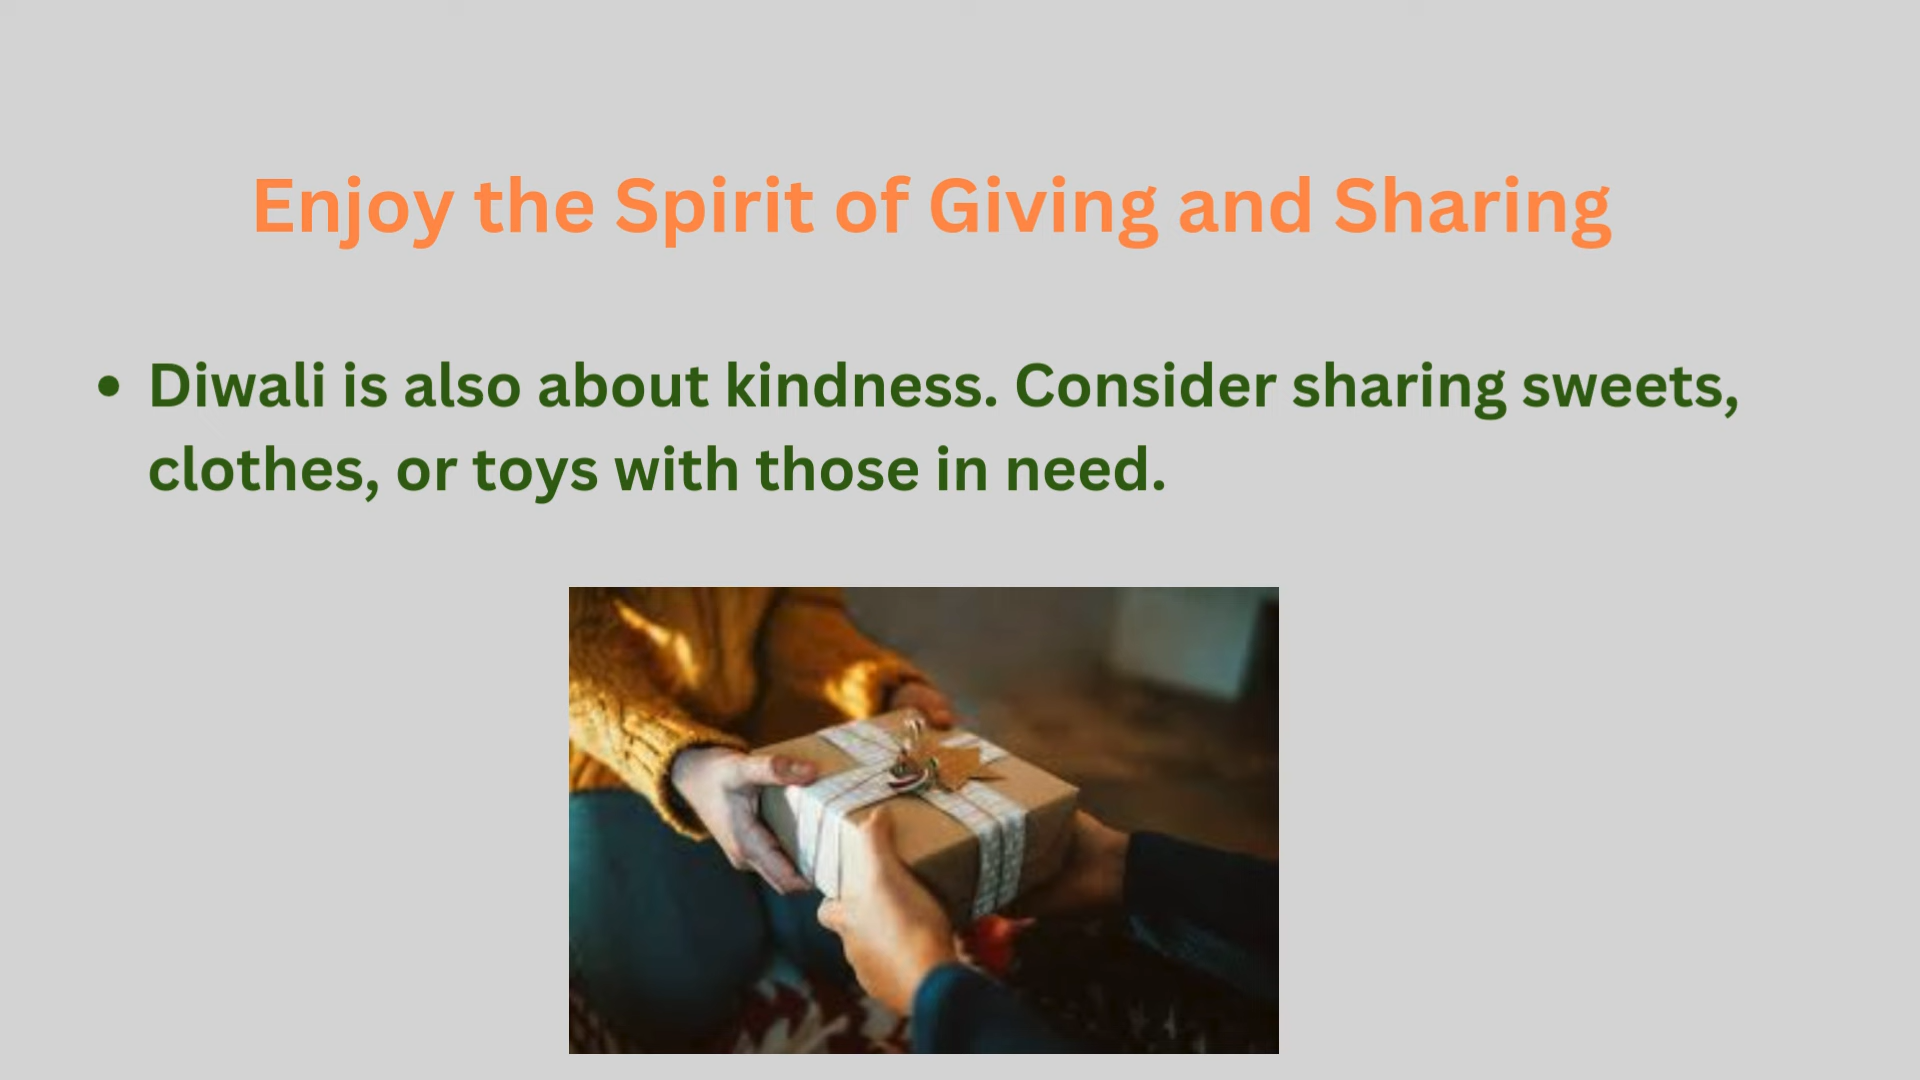 Enjoy the Spirit of Giving and Sharing
• Diwali is also about kindness. Consider sharing sweets,
clothes, or toys with those in need.